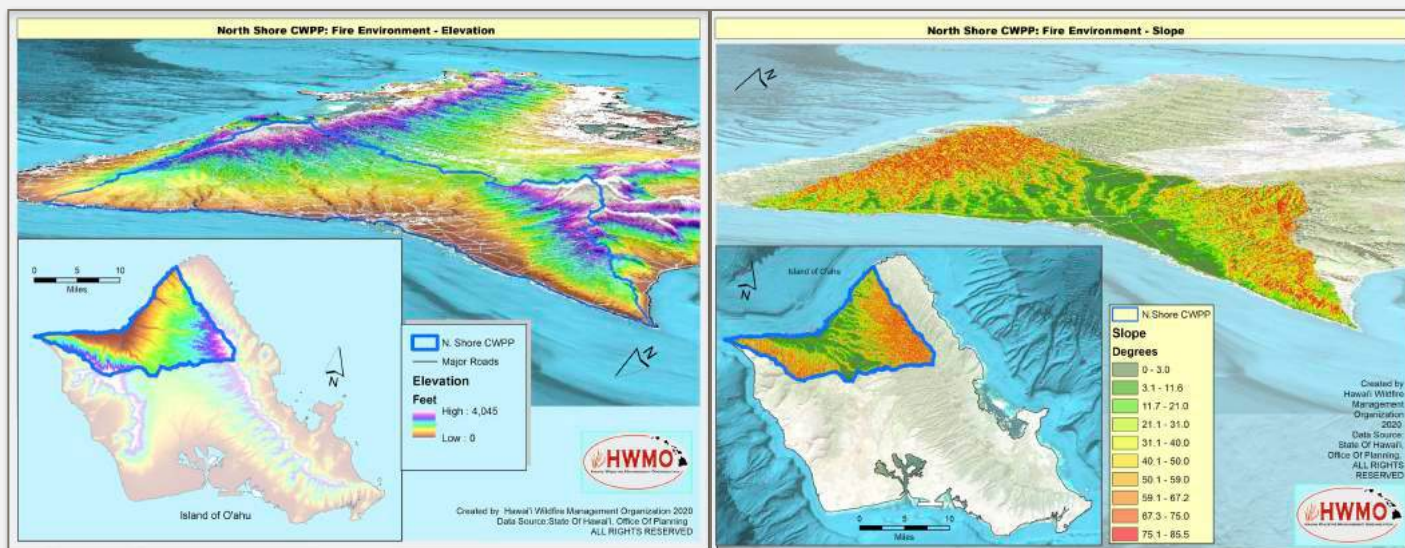 North Shore CWPP: Fire Environment - Elevation
N
0 5 10
Miles
N
Island of O'ahu
N. Shore CWPP
Major Roads
Elevation
Feet
High : 4,045
Low : 0
N
HWMO
Created by Hawai'i Wildfire Management Organization 2020
Data Source:State Of Hawai'i, Office Of Planning
ALL RIGHTS RESERVED
North Shore CWPP: Fire Environment - Slope
N
N
Island of O'ahu
0 5 10
Miles
N.Shore CWPP
Slope
Degrees
0 - 3.0
3.1 - 11.6
11.7 - 21.0
21.1 - 31.0
31.1 - 40.0
40.1 - 50.0
50.1 - 59.0
59.1 - 67.2
67.3 - 75.0
75.1 - 85.5
Created by
Hawai'i Wildfire
Management
Organization
2020
Data Source:
State Of Hawai'i,
Office Of Planning,
ALL RIGHTS
RESERVED
HWMO